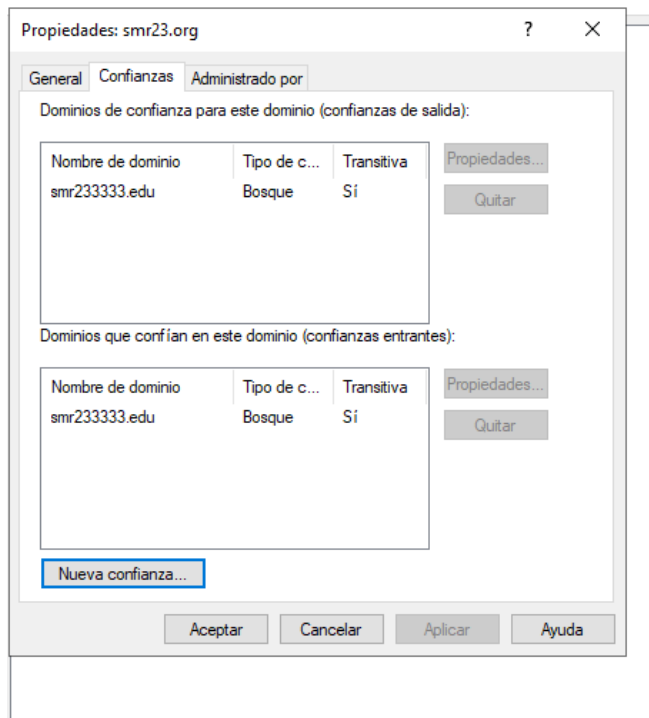 Propiedades: smr23.org ? ×
General Confianzas Administrado por
Dominios de confianza para este dominio (confianzas de salida):
Nombre de dominio Tipo de c... Transitiva Propiedades...
smr233333.edu Bosque Sí Quitar
Dominios que confían en este dominio (confianzas entrantes):
Nombre de dominio Tipo de c... Transitiva Propiedades...
smr233333.edu Bosque Sí Quitar
Nueva confianza...
Aceptar Cancelar Aplicar Ayuda